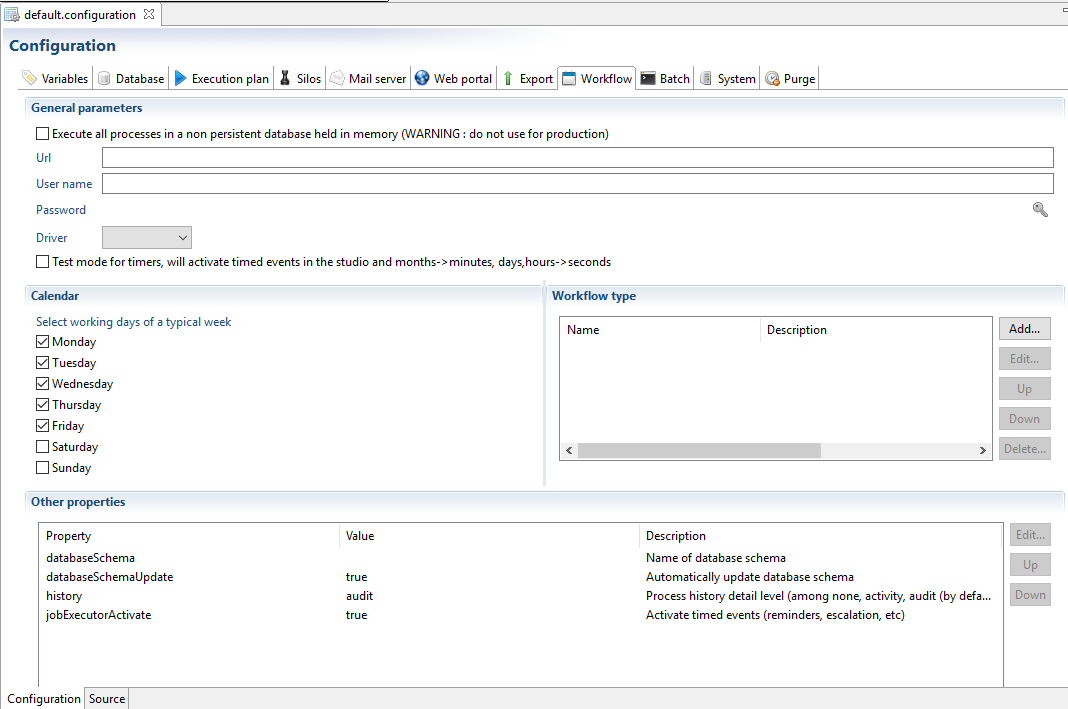 default.configuration
Configuration
Variables Database Execution plan Silos Mail server Web portal Export Workflow Batch System Purge
General parameters
Execute all processes in a non persistent database held in memory (WARNING : do not use for production)
Url
User name
Password
Driver
Test mode for timers, will activate timed events in the studio and months->minutes, days,hours->seconds
Calendar
Select working days of a typical week
Monday
Tuesday
Wednesday
Thursday
Friday
Saturday
Sunday
Workflow type
Name Description
Add...
Edit...
Up
Down
Delete...
Other properties
Property Value Description
databaseSchema Name of database schema
databaseSchemaUpdate true Automatically update database schema
history audit Process history detail level (among none, activity, audit (by defa...
jobExecutorActivate true Activate timed events (reminders, escalation, etc)
Edit...
Up
Down
Configuration Source